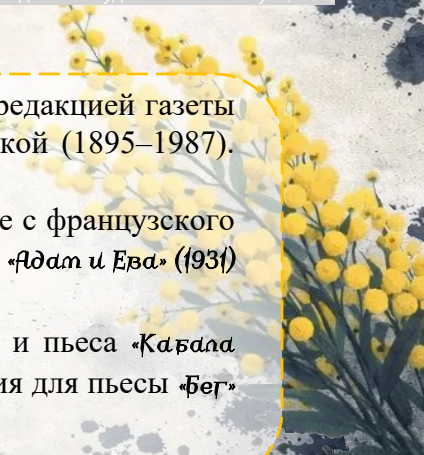 редакцией газеты
кой (1895–1987).
е с французского
«Адам и Ева» (1931)
и пьеса «Кабала
ия для пьесы «Бег»